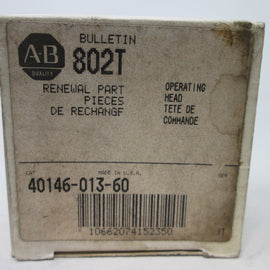 BULLETIN
A-B
QUALITY
802T
RENEWAL PART
PIECES
DE RECHANGE
OPERATING
HEAD
TETE DE
COMMANDE
CAT
MADE IN U.S.A.
SER
40146-013-60
10662074152350